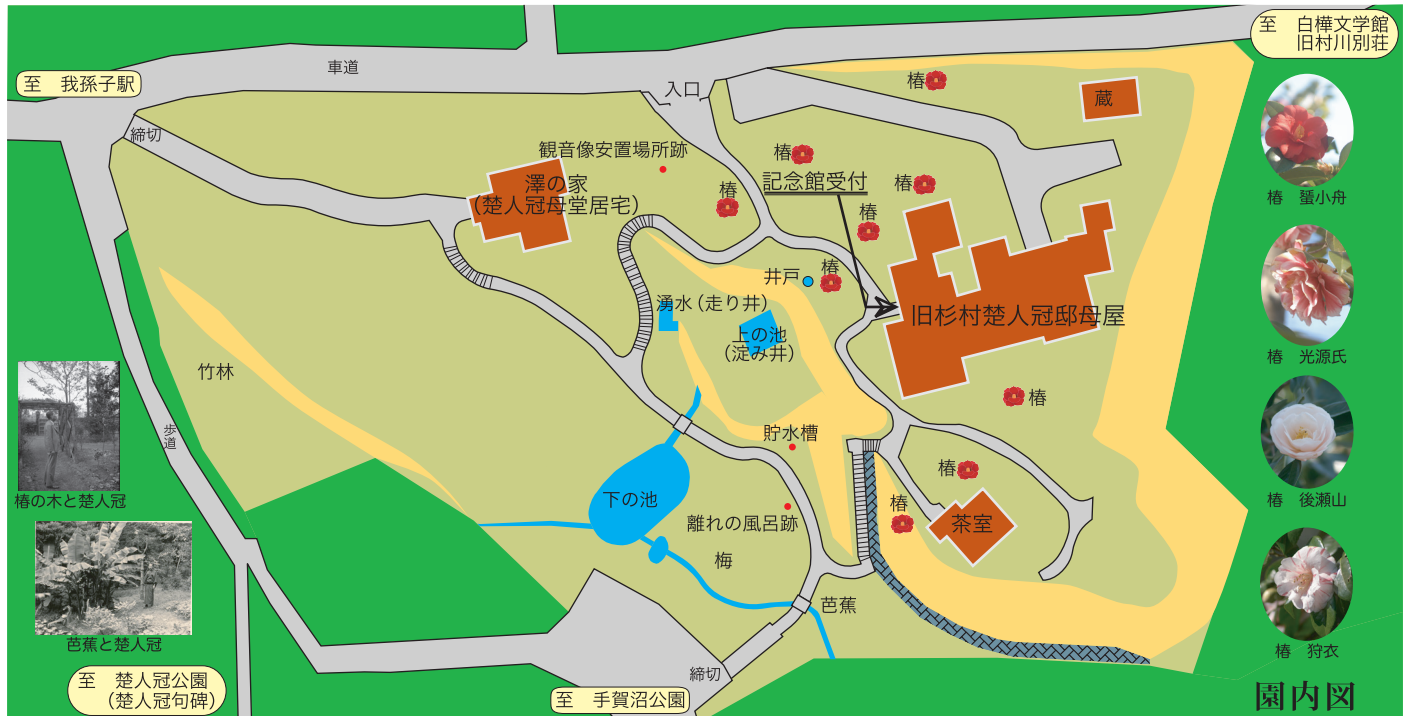 至　白樺文学館
旧村川別荘
至　我孫子駅
車道
入口
椿
蔵
締切
観音像安置場所跡
椿
椿
記念館受付
椿
椿
澤の家
（楚人冠母堂居宅）
椿　蟹小舟
井戸
椿
湧水（走り井）
上の池
（淀み井）
旧杉村楚人冠邸母屋
椿　光源氏
竹林
椿
歩道
貯水槽
椿
椿の木と楚人冠
下の池
離れの風呂跡
椿
茶室
椿　後瀬山
梅
芭蕉
芭蕉と楚人冠
椿　狩衣
締切
至　楚人冠公園
（楚人冠句碑）
至　手賀沼公園
園内図